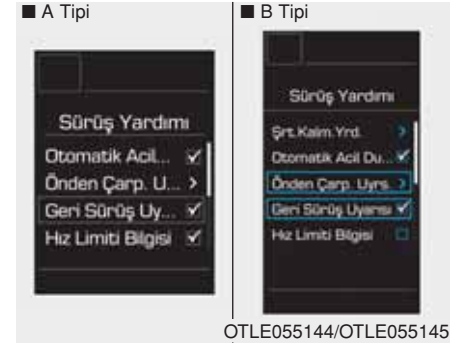 ■ A Tipi
Sürüş Yardımı
Otomatik Acil...
Önden Çarp. U...
Geri Sürüş Uy...
Hız Limiti Bilgisi
■ B Tipi
Sürüş Yardımı
Şrt.Kalm.Yrd.
Otomatik Acil Du...
Önden Çarp. Uyrs.
Geri Sürüş Uyarısı
Hız Limiti Bilgisi
OTLE055144/OTLE055145